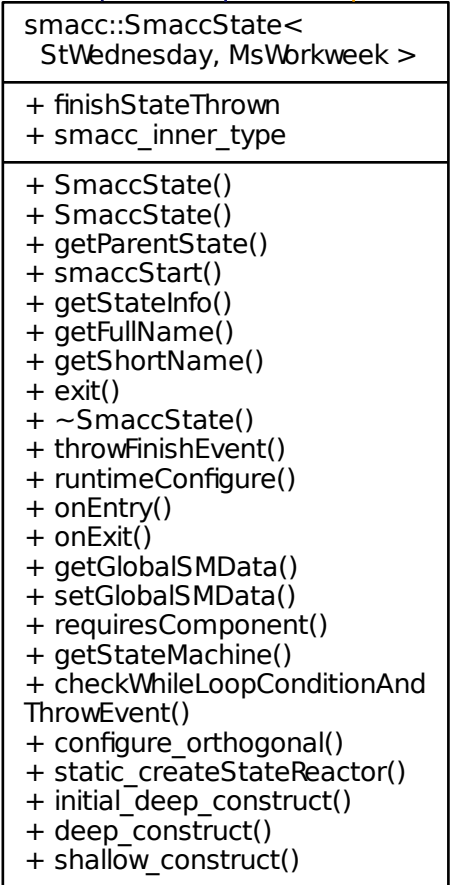 smacc::SmaccState<
StWednesday, MsWorkweek >
+ finishStateThrown
+ smacc_inner_type
+ SmaccState()
+ SmaccState()
+ getParentState()
+ smaccStart()
+ getStateInfo()
+ getFullName()
+ getShortName()
+ exit()
+ ~SmaccState()
+ throwFinishEvent()
+ runtimeConfigure()
+ onEntry()
+ onExit()
+ getGlobalSMData()
+ setGlobalSMData()
+ requiresComponent()
+ getStateMachine()
+ checkWhileLoopConditionAnd
ThrowEvent()
+ configure_orthogonal()
+ static_createStateReactor()
+ initial_deep_construct()
+ deep_construct()
+ shallow_construct()